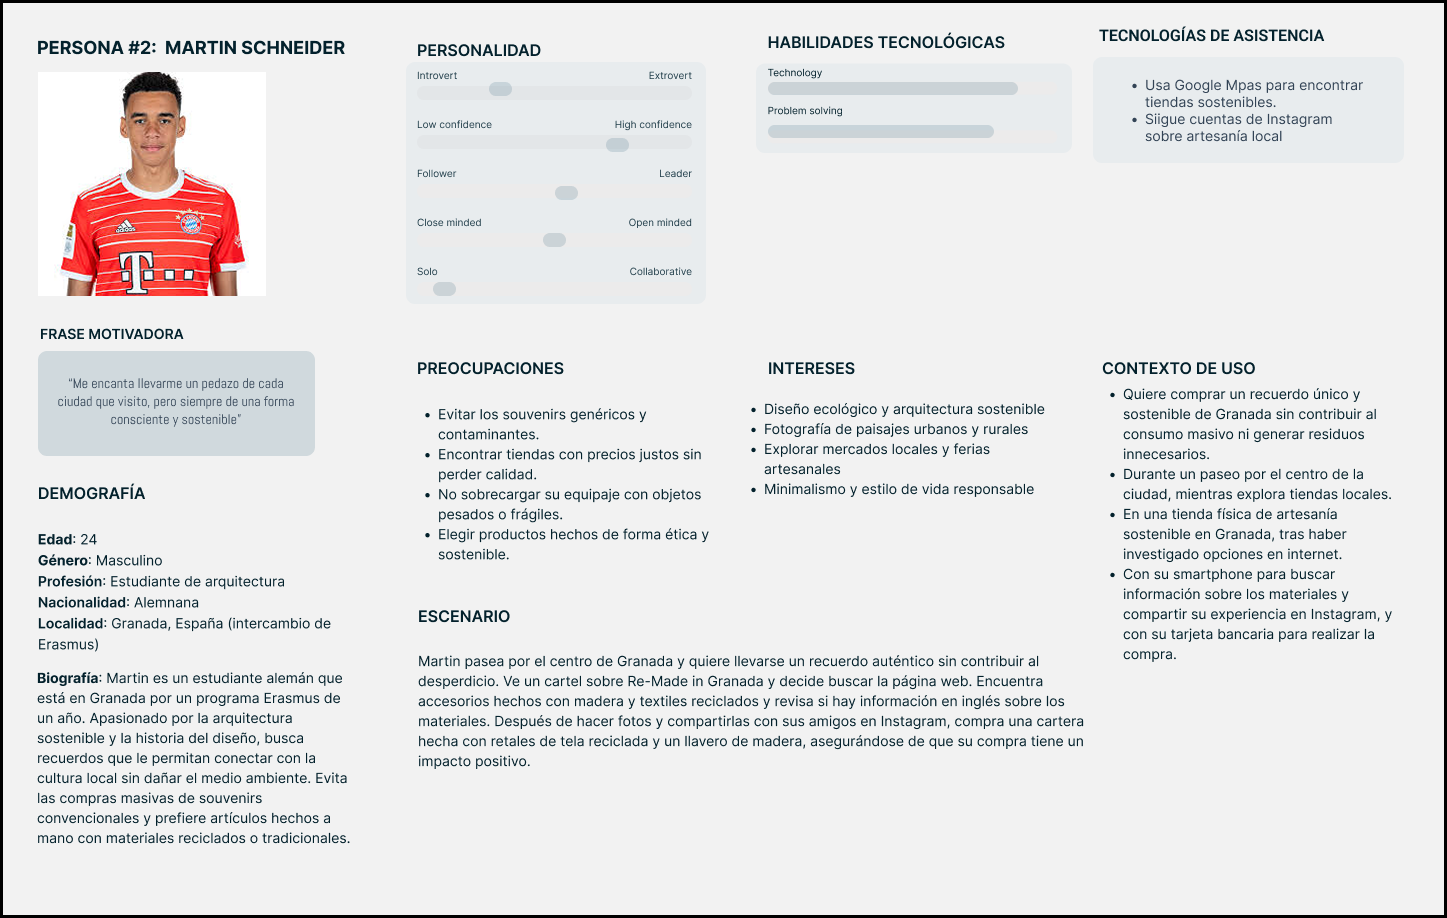 PERSONA #2:  MARTIN SCHNEIDER
adidas
T
FRASE MOTIVADORA
“Me encanta llevarme un pedazo de cada
ciudad que visito, pero siempre de una forma
consciente y sostenible”
DEMOGRAFÍA
Edad: 24
Género: Masculino
Profesión: Estudiante de arquitectura
Nacionalidad: Alemnana
Localidad: Granada, España (intercambio de
Erasmus)
Biografía: Martin es un estudiante alemán que
está en Granada por un programa Erasmus de
un año. Apasionado por la arquitectura
sostenible y la historia del diseño, busca
recuerdos que le permitan conectar con la
cultura local sin dañar el medio ambiente. Evita
las compras masivas de souvenirs
convencionales y prefiere artículos hechos a
mano con materiales reciclados o tradicionales.
PERSONALIDAD
Introvert Extrovert
Low confidence High confidence
Follower Leader
Close minded Open minded
Solo Collaborative
HABILIDADES TECNOLÓGICAS
Technology
Problem solving
TECNOLOGÍAS DE ASISTENCIA
• Usa Google Mpas para encontrar
tiendas sostenibles.
• Siigue cuentas de Instagram
sobre artesanía local
PREOCUPACIONES
• Evitar los souvenirs genéricos y
contaminantes.
• Encontrar tiendas con precios justos sin
perder calidad.
• No sobrecargar su equipaje con objetos
pesados o frágiles.
• Elegir productos hechos de forma ética y
sostenible.
INTERESES
• Diseño ecológico y arquitectura sostenible
• Fotografía de paisajes urbanos y rurales
• Explorar mercados locales y ferias
artesanales
• Minimalismo y estilo de vida responsable
CONTEXTO DE USO
• Quiere comprar un recuerdo único y
sostenible de Granada sin contribuir al
consumo masivo ni generar residuos
innecesarios.
• Durante un paseo por el centro de la
ciudad, mientras explora tiendas locales.
• En una tienda física de artesanía
sostenible en Granada, tras haber
investigado opciones en internet.
• Con su smartphone para buscar
información sobre los materiales y
compartir su experiencia en Instagram, y
con su tarjeta bancaria para realizar la
compra.
ESCENARIO
Martin pasea por el centro de Granada y quiere llevarse un recuerdo auténtico sin contribuir al
desperdicio. Ve un cartel sobre Re-Made in Granada y decide buscar la página web. Encuentra
accesorios hechos con madera y textiles reciclados y revisa si hay información en inglés sobre los
materiales. Después de hacer fotos y compartirlas con sus amigos en Instagram, compra una cartera
hecha con retales de tela reciclada y un llavero de madera, asegurándose de que su compra tiene un
impacto positivo.